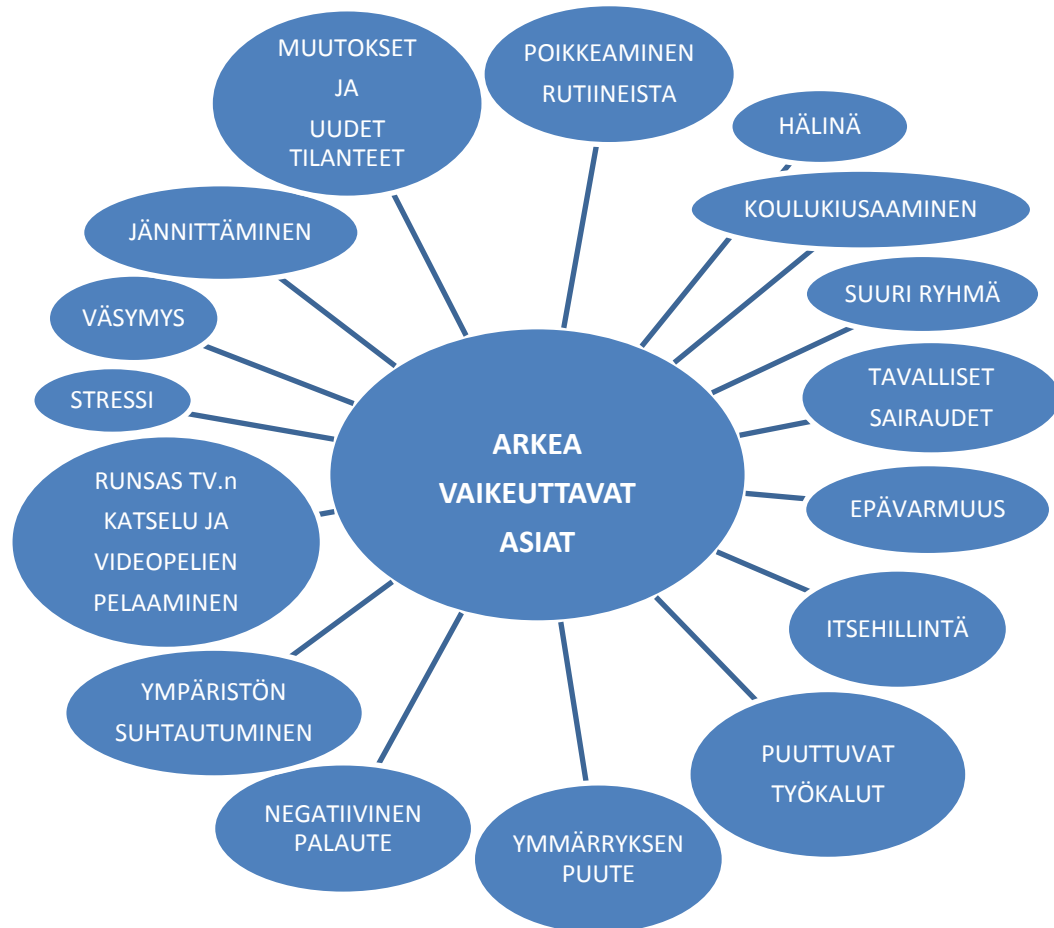 MUUTOKSET
JA
UUDET
TILANTEET
POIKKEAMINEN
RUTIINEISTA
HÄLINÄ
KOULUKIUSAAMINEN
SUURI RYHMÄ
TAVALLISET
SAIRAUDET
EPÄVARMUUS
ITSEHILLINTÄ
PUUTTUVAT
TYÖKALUT
YMMÄRRYKSEN
PUUTE
NEGATIIVINEN
PALAUTE
YMPÄRISTÖN
SUHTAUTUMINEN
RUNSAS TV.n
KATSELU JA
VIDEOPELIEN
PELAAMINEN
STRESSI
VÄSYMYS
JÄNNITTÄMINEN
ARKEA
VAIKEUTTAVAT
ASIAT